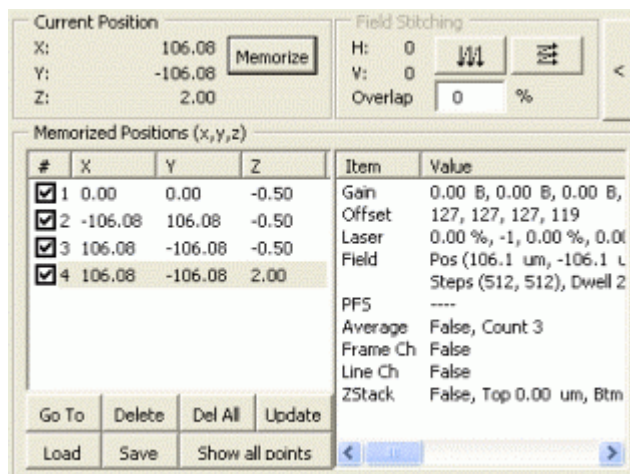 Current Position
X: 106.08
Y: -106.08
Z: 2.00
Memorize
Field Stitching
H: 0
V: 0
Overlap 0 %
<
Memorized Positions (x,y,z)
# X Y Z
1 0.00 0.00 -0.50
2 -106.08 106.08 -0.50
3 106.08 -106.08 -0.50
4 106.08 -106.08 2.00
Go To Delete Del All Update
Load Save Show all points
Item Value
Gain 0.00 B, 0.00 B, 0.00 B,
Offset 127, 127, 127, 119
Laser 0.00 %, -1, 0.00 %, 0.00
Field Pos (106.1 um, -106.1 u
Steps (512, 512), Dwell 2
PFS ----
Average False, Count 3
Frame Ch False
Line Ch False
ZStack False, Top 0.00 um, Btm